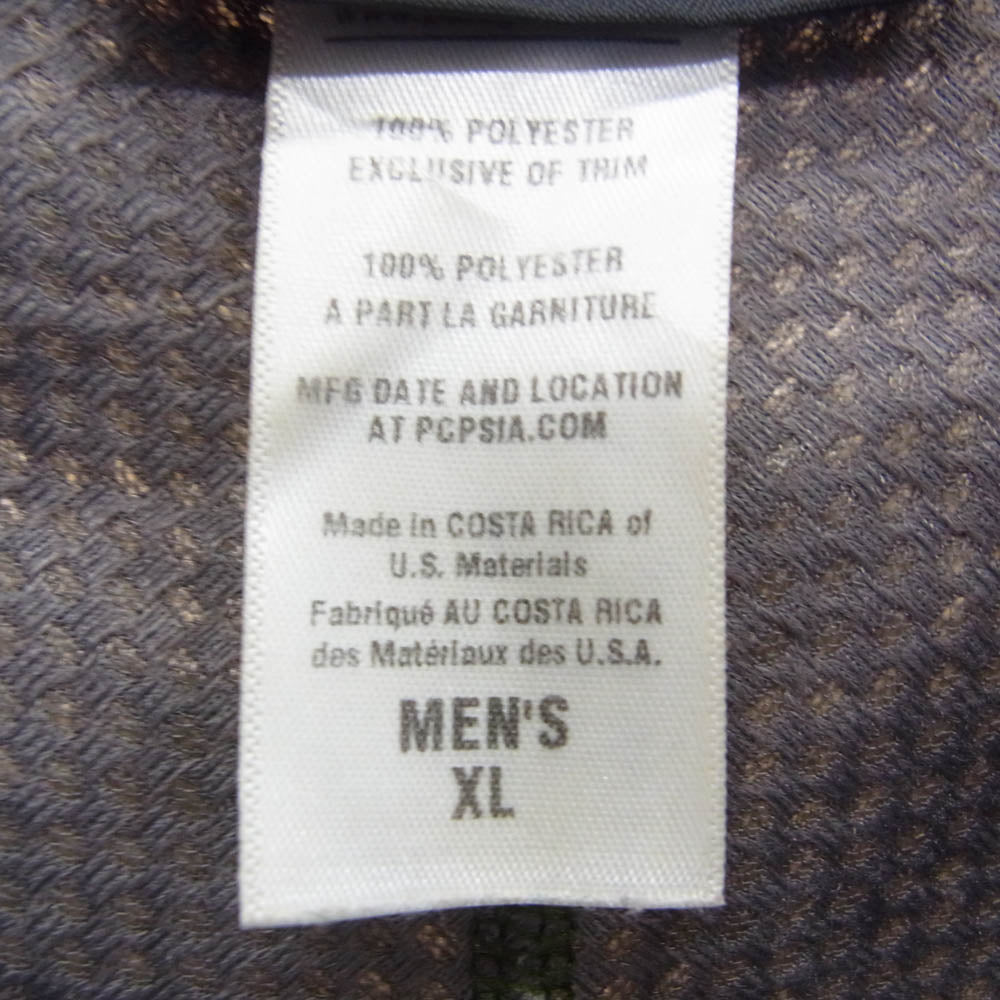 100% POLYESTER
EXCLUSIVE OF TRIM
100% POLYESTER
A PART LA GARNITURE
MFG DATE AND LOCATION
AT PCPSIA.COM
Made in COSTA RICA of
U.S. Materials
Fabriqué AU COSTA RICA
des Matériaux des U.S.A.
MEN'S
XL